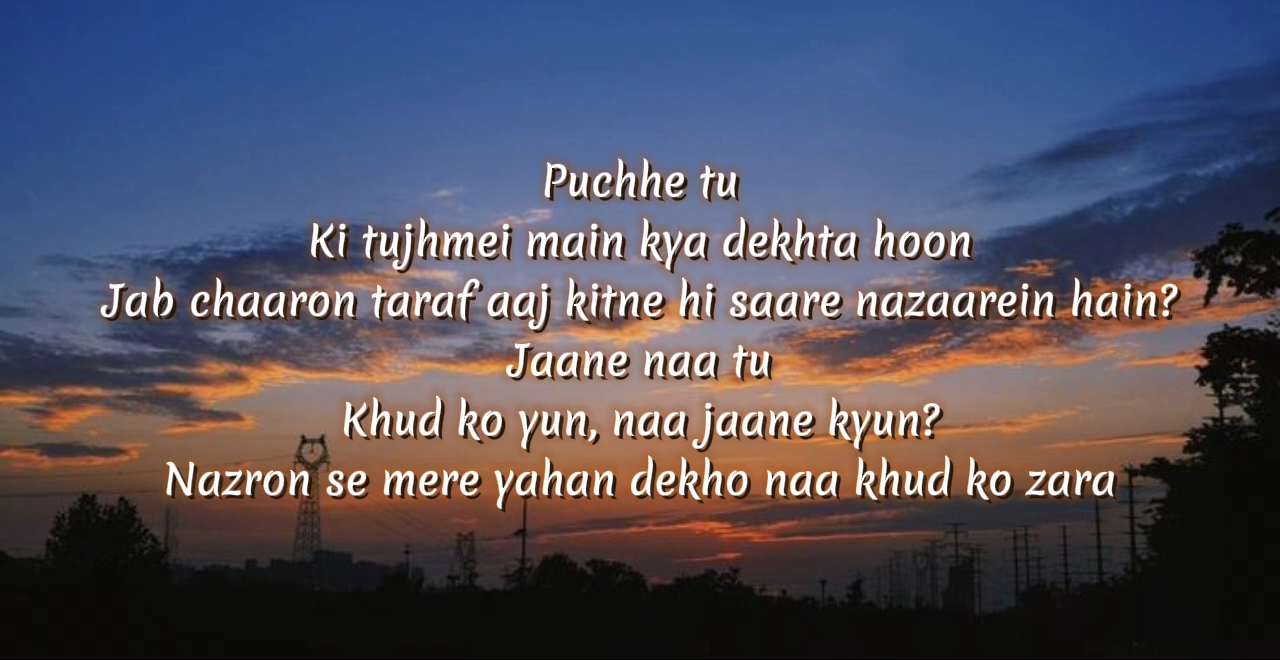 Puchhe tu
Ki tujhmei main kya dekhta hoon
Jab chaaron taraf aaj kitne hi saare nazaarein hain?
Jaane naa tu
Khud ko yun, naa jaane kyun?
Nazron se mere yahan dekho naa khud ko zara